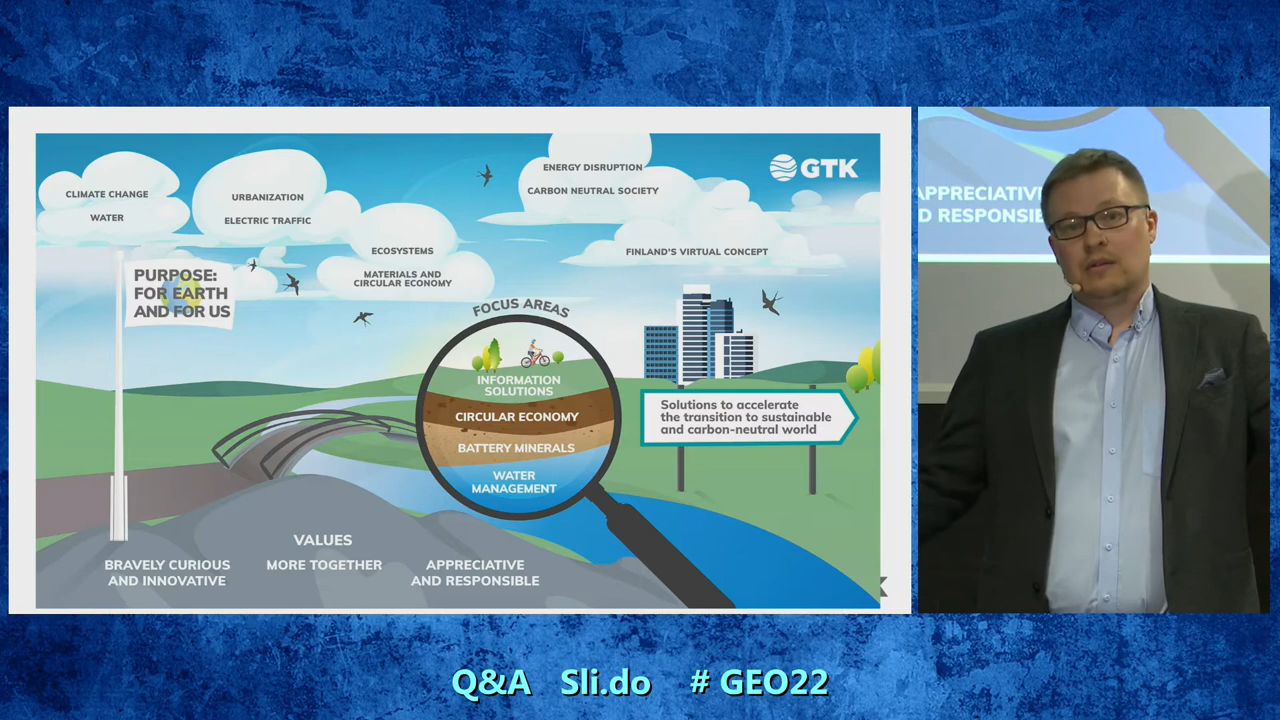 CLIMATE CHANGE
WATER
URBANIZATION
ELECTRIC TRAFFIC
ECOSYSTEMS
MATERIALS AND
CIRCULAR ECONOMY
ENERGY DISRUPTION
CARBON NEUTRAL SOCIETY
FINLAND'S VIRTUAL CONCEPT
GTK
PURPOSE:
FOR EARTH
AND FOR US
FOCUS AREAS
INFORMATION
SOLUTIONS
CIRCULAR ECONOMY
BATTERY MINERALS
WATER
MANAGEMENT
Solutions to accelerate
the transition to sustainable
and carbon-neutral world
VALUES
BRAVELY CURIOUS
AND INNOVATIVE
MORE TOGETHER
APPRECIATIVE
AND RESPONSIBLE
APPRECIATIVE
D RESPONSIB
Q&A Sli.do # GEO22